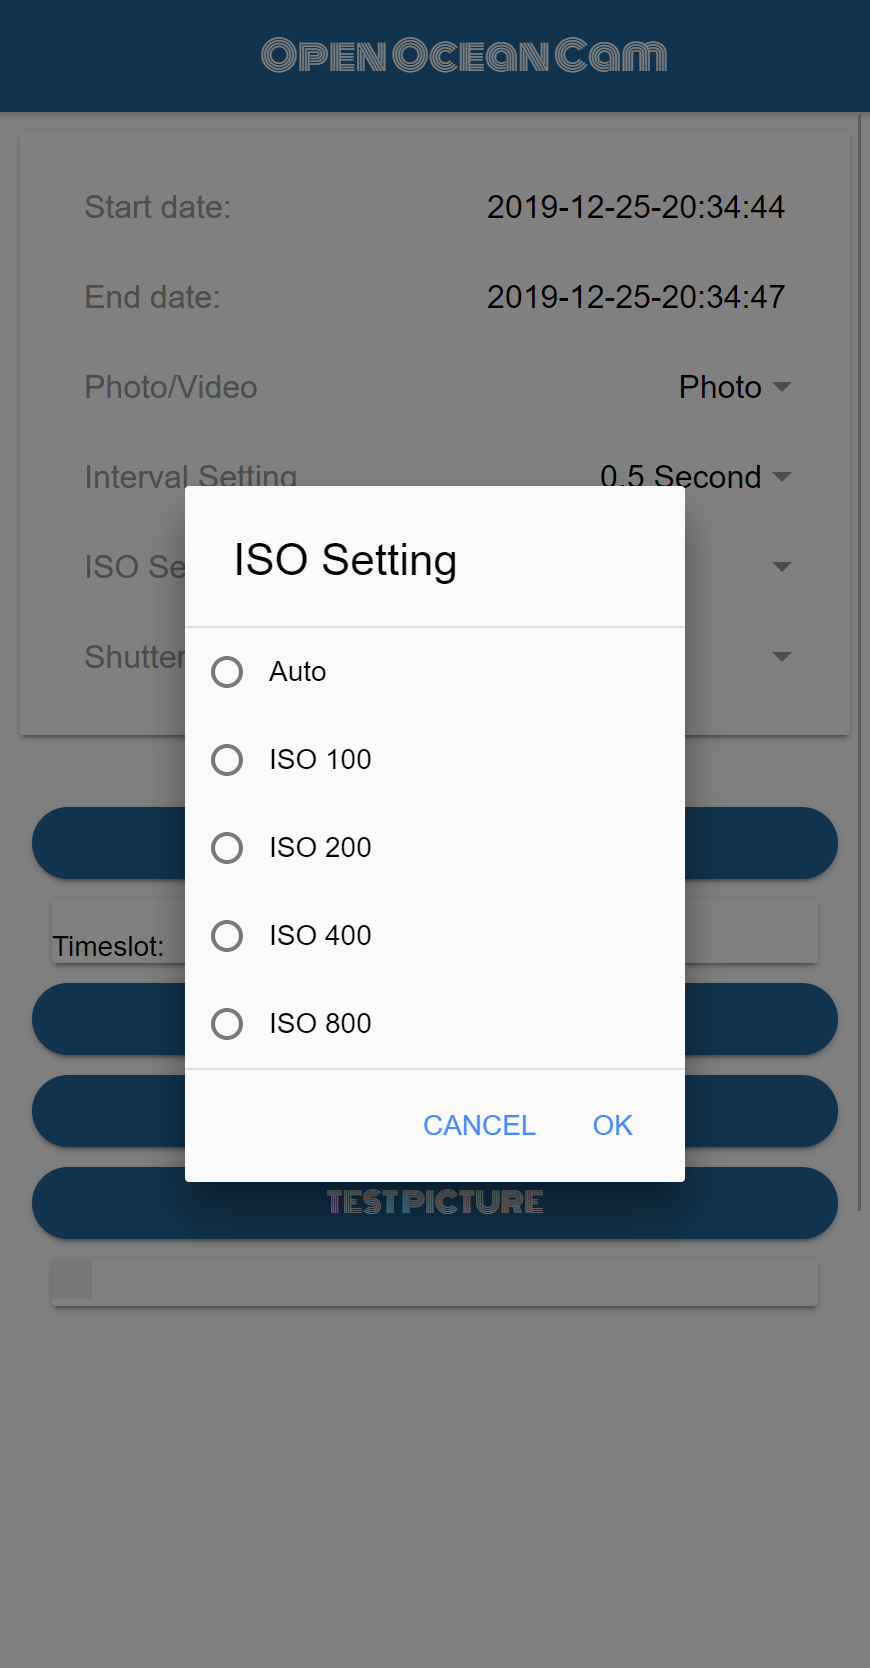 Open Ocean Cam
Start date: 2019-12-25-20:34:44
End date: 2019-12-25-20:34:47
Photo/Video Photo
Interval Setting 0.5 Second
ISO Se
Shutter
ISO Setting
Auto
ISO 100
ISO 200
ISO 400
ISO 800
CANCEL OK
Timeslot:
TEST PICTURE